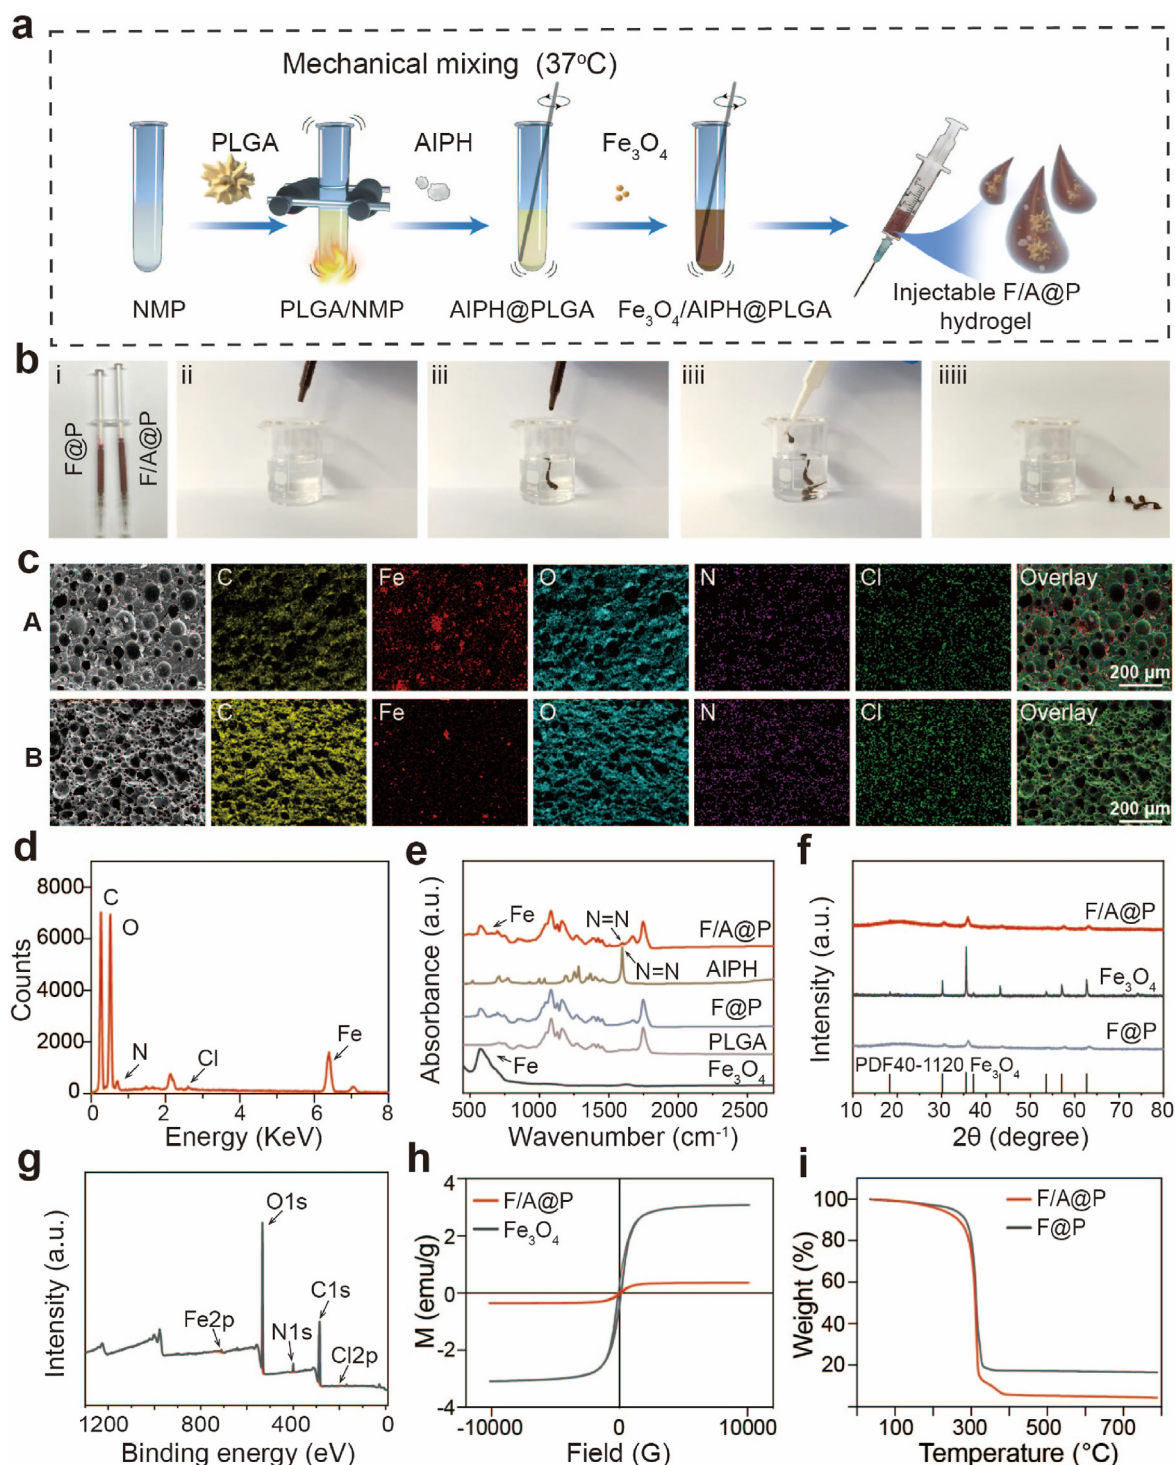 a
Mechanical mixing (37°C)
PLGA
AIPH
Fe₃O₄
NMP
PLGA/NMP
AIPH@PLGA
Fe₃O₄/AIPH@PLGA
Injectable F/A@P
hydrogel
b
i
F@P
F/A@P
ii
iii
iiii
iiiii
c
A
C
Fe
O
N
Cl
Overlay
200 μm
B
C
Fe
O
N
Cl
Overlay
200 μm
d
8000
6000
4000
2000
0
Counts
C
O
N
Cl
Fe
0 2 4 6 8
Energy (KeV)
e
Absorbance (a.u.)
Fe
N=N
F/A@P
AIPH
N=N
F@P
PLGA
Fe
Fe₃O₄
500 1000 1500 2000 2500
Wavenumber (cm⁻¹)
f
Intensity (a.u.)
F/A@P
Fe₃O₄
F@P
PDF40-1120 Fe₃O₄
10 20 30 40 50 60 70 80
2θ (degree)
g
Intensity (a.u.)
O1s
C1s
Fe2p
N1s
Cl2p
1200 800 400 0
Binding energy (eV)
h
4
2
0
-2
-4
M (emu/g)
F/A@P
Fe₃O₄
-10000 0 10000
Field (G)
i
100
80
60
40
20
Weight (%)
F/A@P
F@P
100 300 500 700
Temperature (°C)